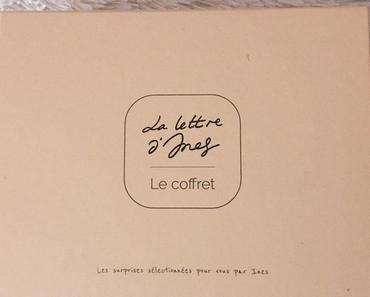 La lettre
d'Ines
Le coffret
Les surprises sélectionnées pour vous par Ines